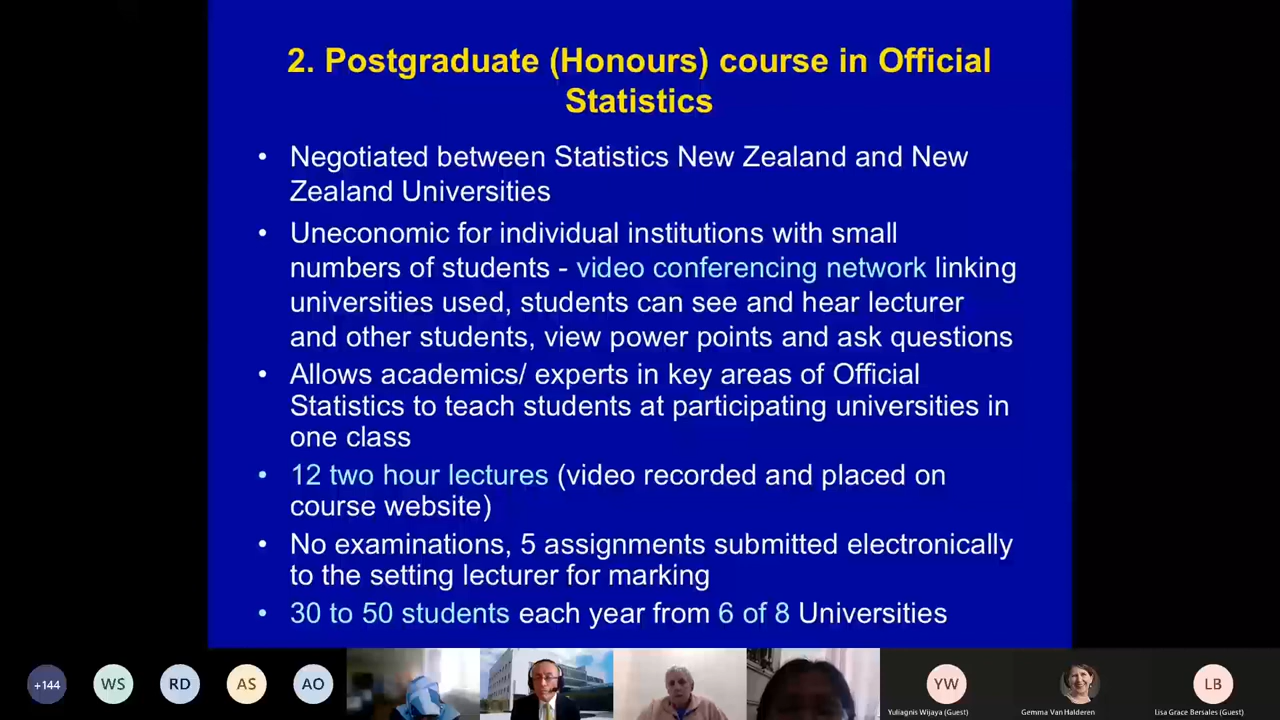 2. Postgraduate (Honours) course in Official
Statistics
• Negotiated between Statistics New Zealand and New
Zealand Universities
• Uneconomic for individual institutions with small
numbers of students - video conferencing network linking
universities used, students can see and hear lecturer
and other students, view power points and ask questions
• Allows academics/ experts in key areas of Official
Statistics to teach students at participating universities in
one class
• 12 two hour lectures (video recorded and placed on
course website)
• No examinations, 5 assignments submitted electronically
to the setting lecturer for marking
• 30 to 50 students each year from 6 of 8 Universities
+144 WS RD AS AO YW LB
Yuliagnis Wijaya (Guest) Gemma Van Halderen Lisa Grace Bersales (Guest)